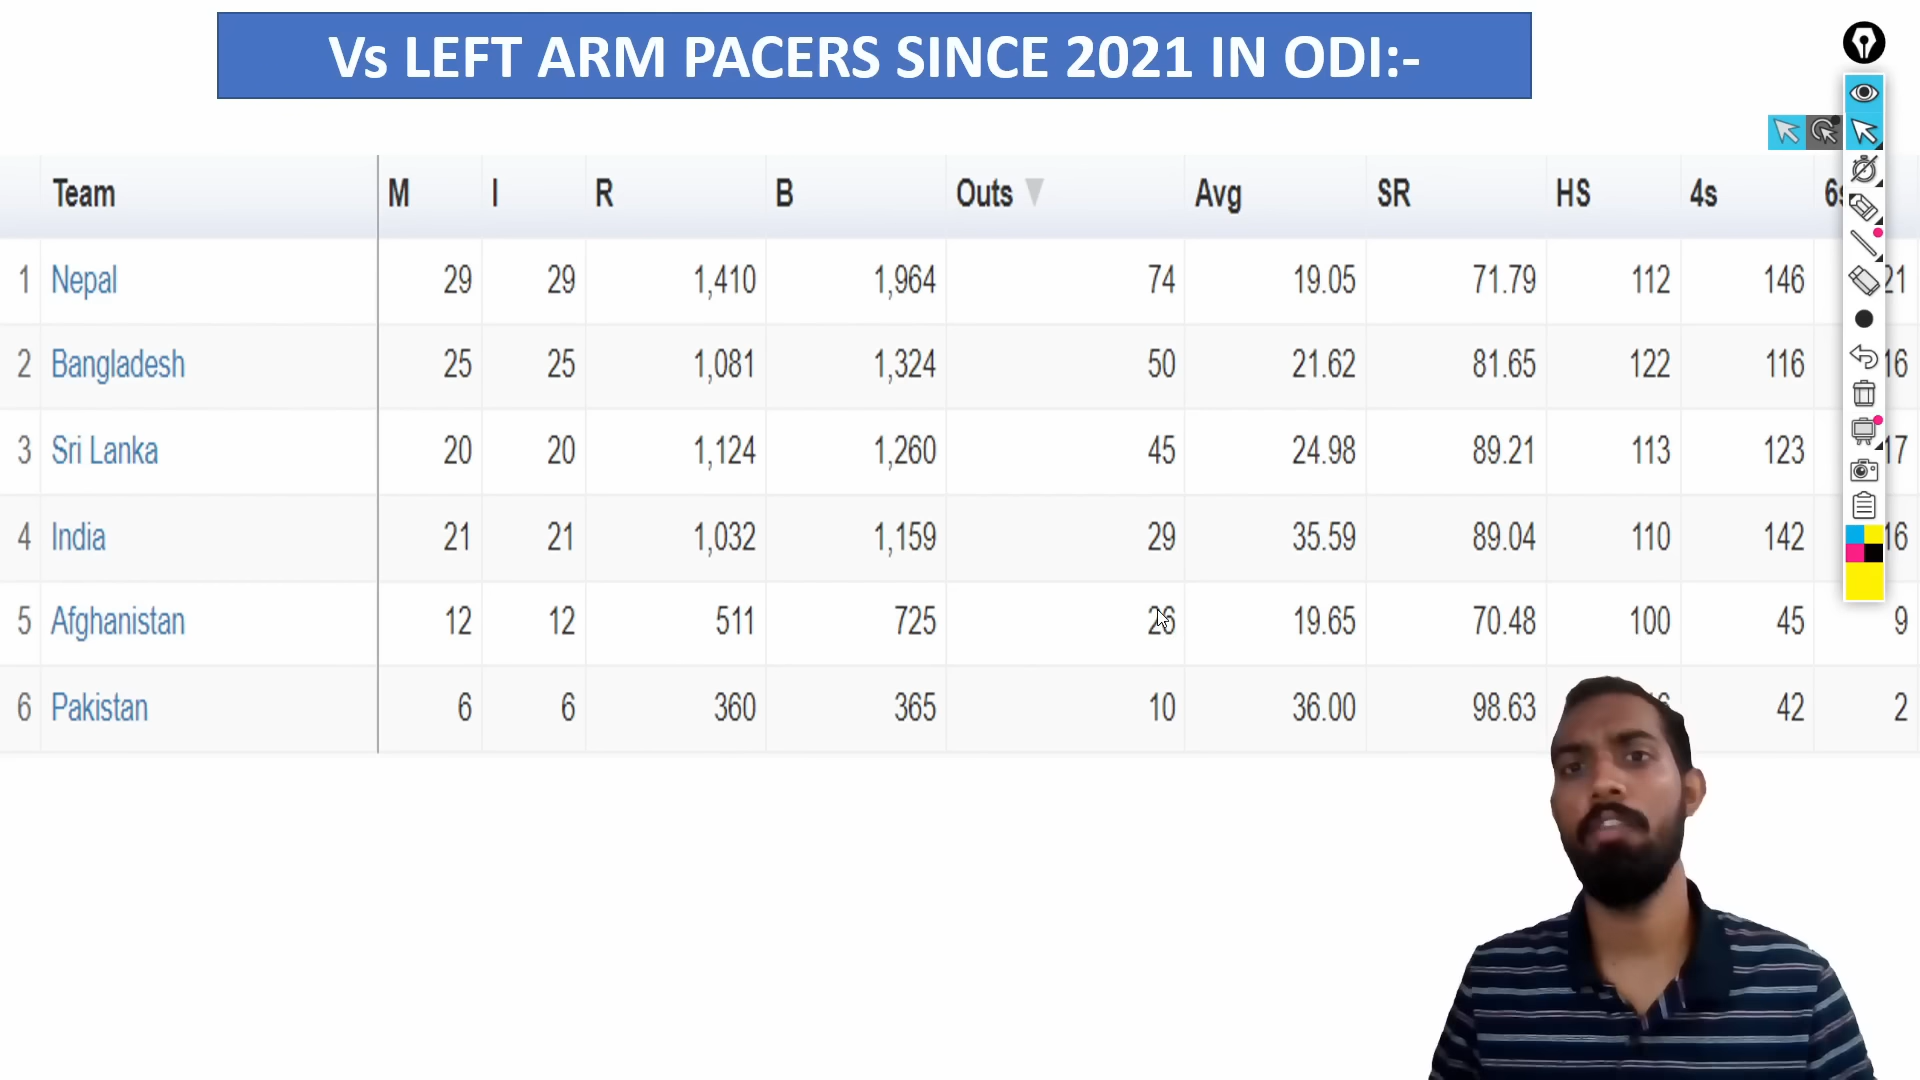 Vs LEFT ARM PACERS SINCE 2021 IN ODI:-
Team M I R B Outs Avg SR HS 4s
1 Nepal 29 29 1,410 1,964 74 19.05 71.79 112 146 21
2 Bangladesh 25 25 1,081 1,324 50 21.62 81.65 122 116 16
3 Sri Lanka 20 20 1,124 1,260 45 24.98 89.21 113 123 17
4 India 21 21 1,032 1,159 29 35.59 89.04 110 142 16
5 Afghanistan 12 12 511 725 26 19.65 70.48 100 45 9
6 Pakistan 6 6 360 365 10 36.00 98.63 42 2